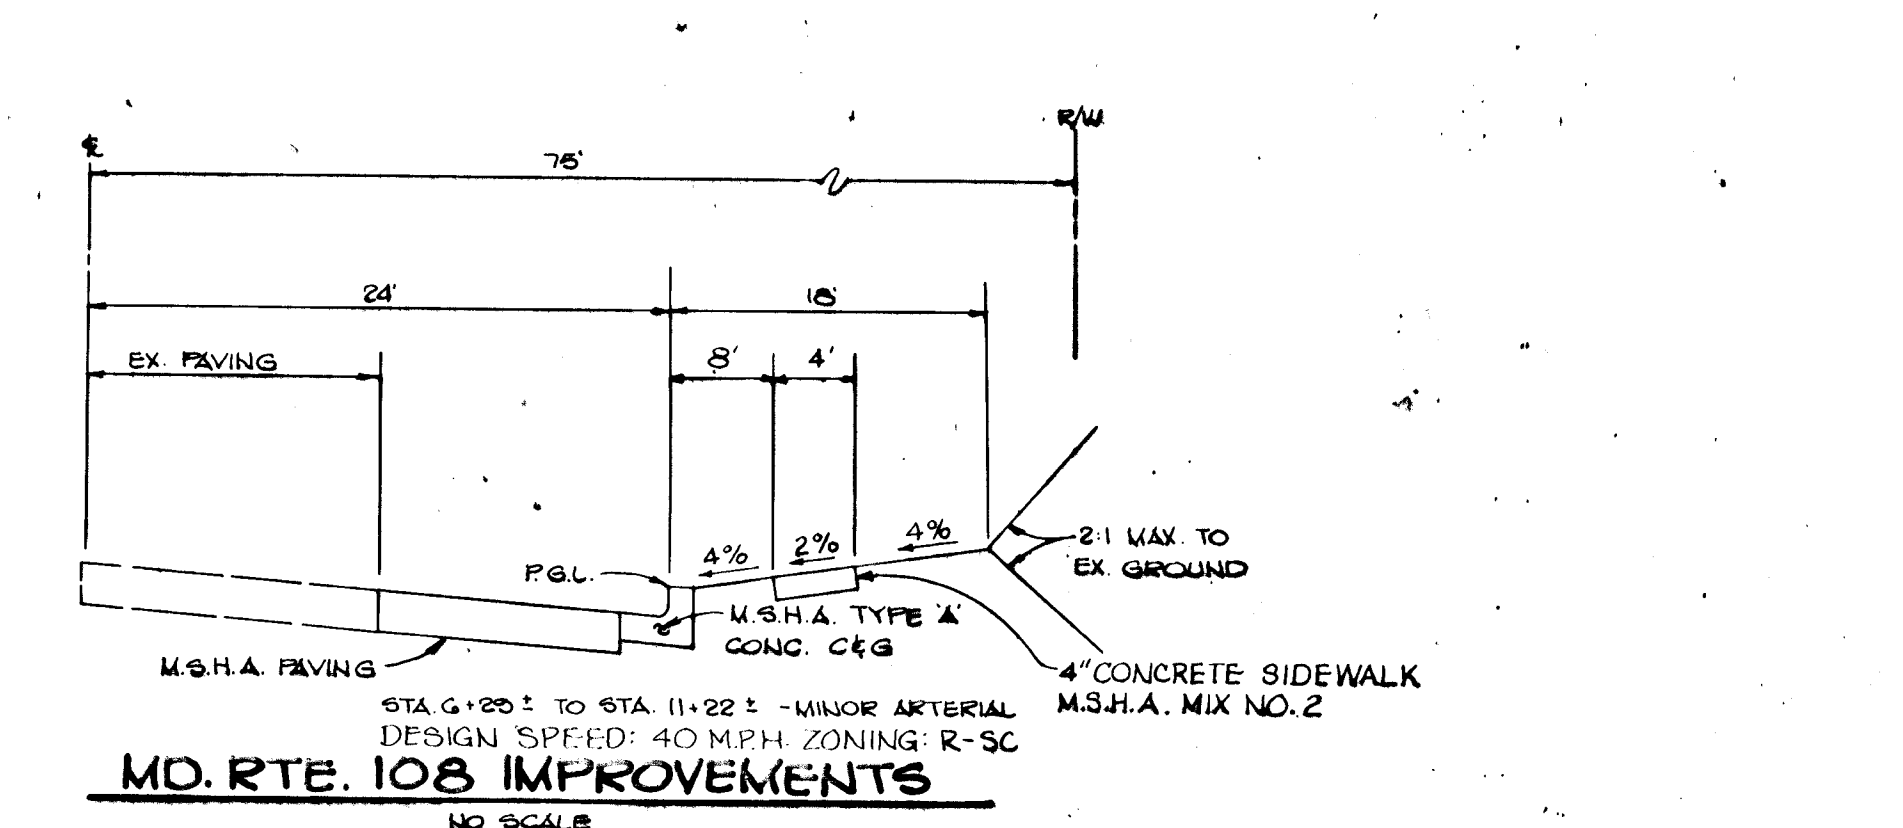 ℄
R/W
75'
24'
18'
EX. PAVING
8'
4'
4%
2%
4%
2:1 MAX. TO
EX. GROUND
P.G.L.
M.S.H.A. TYPE 'A'
CONC. C&G
M.S.H.A. PAVING
4" CONCRETE SIDEWALK
M.S.H.A. MIX NO. 2
STA. 6+29 ± TO STA. 11+22 ± - MINOR ARTERIAL
DESIGN SPEED: 40 M.P.H. ZONING: R-SC
MD. RTE. 108 IMPROVEMENTS
NO SCALE